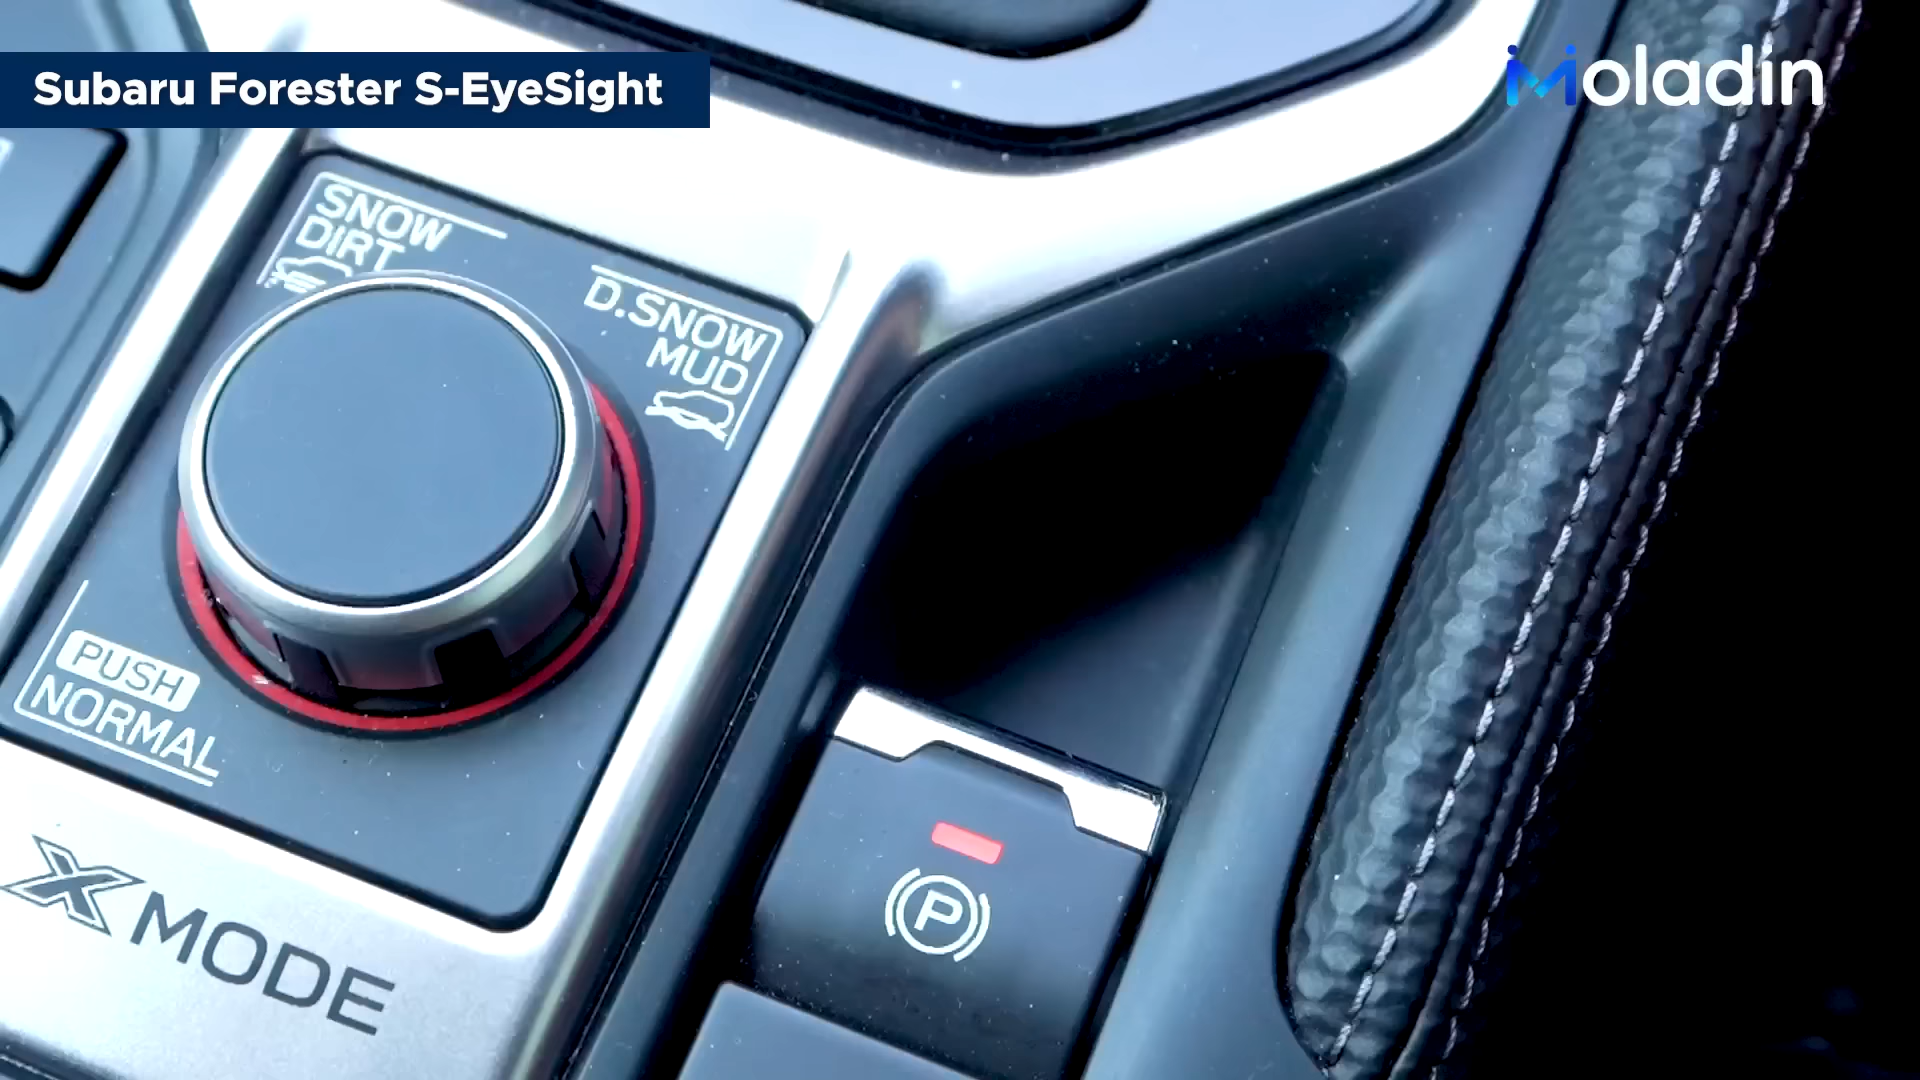 Subaru Forester S-EyeSight
Moladin
SNOW
DIRT
D.SNOW
MUD
PUSH
NORMAL
X MODE
P